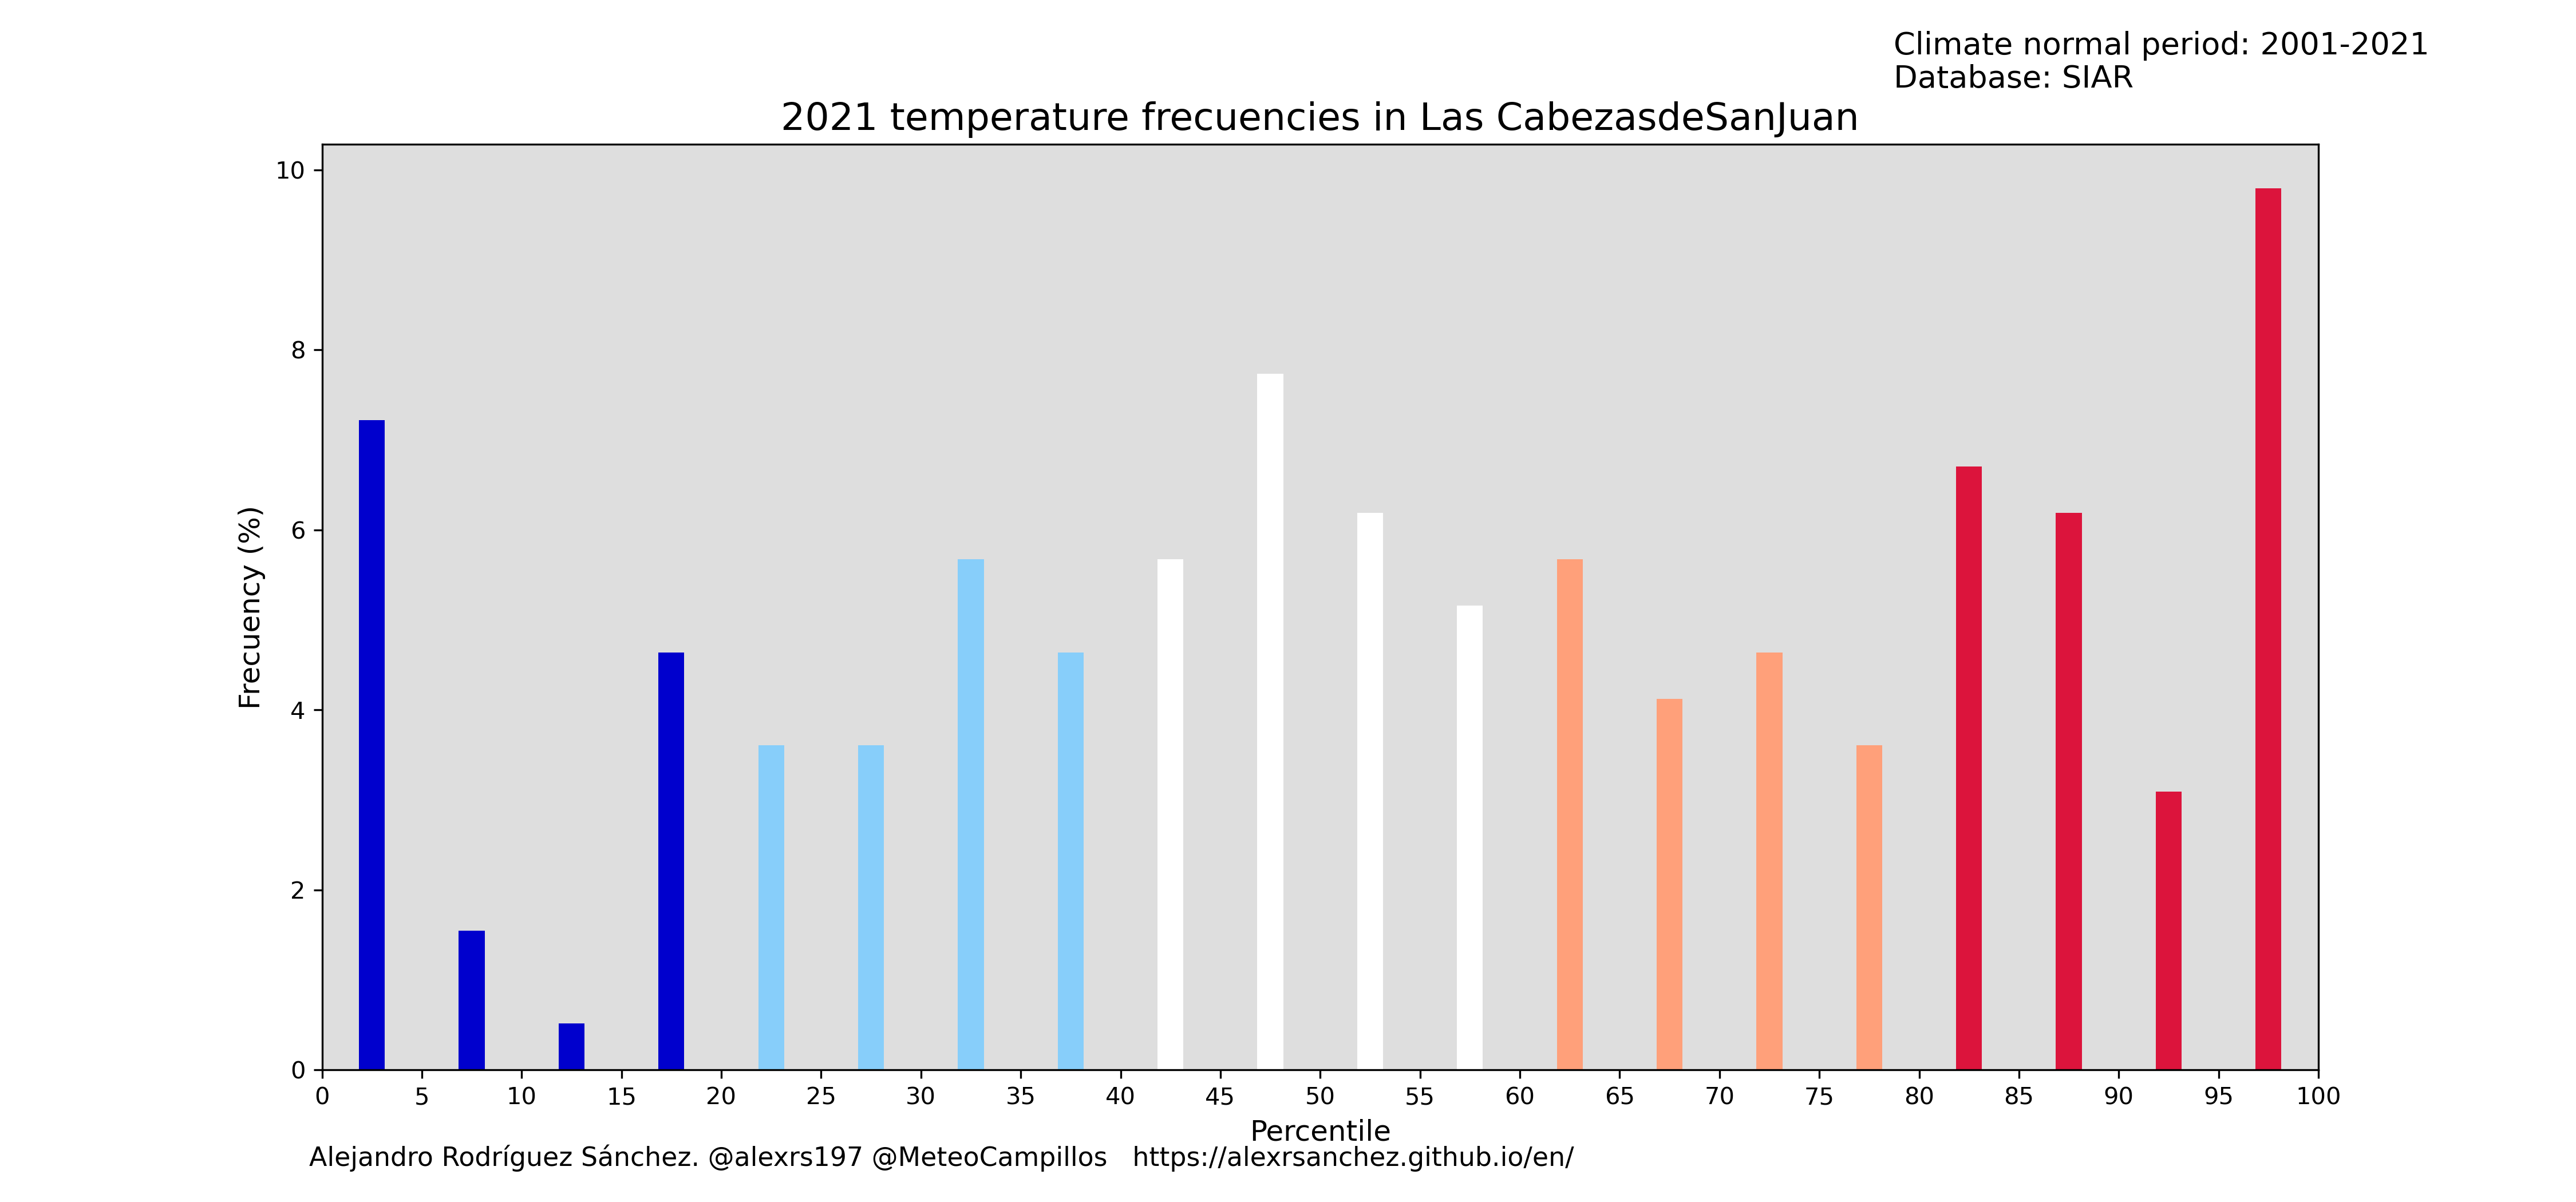 Climate normal period: 2001-2021
Database: SIAR
2021 temperature frecuencies in Las CabezasdeSanJuan
10
8
6
4
2
0
Frecuency (%)
0 5 10 15 20 25 30 35 40 45 50 55 60 65 70 75 80 85 90 95 100
Percentile
Alejandro Rodríguez Sánchez. @alexrs197 @MeteoCampillos https://alexrsanchez.github.io/en/